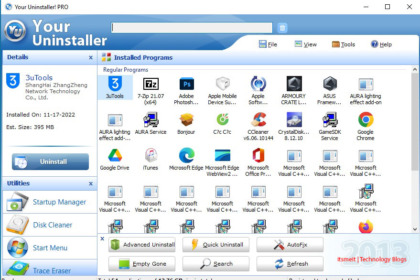 Your Uninstaller! PRO
Your
Uninstaller
File
View
Tools
Help
Details
3uTools
Shanghai ZhangZheng
Network Technology
Co., Ltd.
Installed On: 11-17-2022
Est. Size: 395 MB
Uninstall
Utilities
Startup Manager
Disk Cleaner
Start Menu
Trace Eraser
Installed Programs
Regular Programs
3uTools
7-Zip 21.07 (x64)
Adobe Photosh...
Apple Mobile Device Su...
Apple Softwar...
ARMOURY CRATE L...
ASUS Framew...
AURA lighting effect add-on
AURA lighting effect add-o...
AURA Service
Bonjour
Cốc Cốc
CCleaner v6.06.10144
CrystalDisk... 8.12.10
GameSDK Service
Google Chrome
Google Drive
iTunes
Microsoft Edge
Microsoft Edge WebView2 ...
Microsoft Office Pr...
Microsoft Visual C++...
Microsoft Visual C++...
Microsoft Visual C++...
Microsoft Visual C++...
Microsoft Visual C++...
Microsoft Visual C++...
Microsoft Visual C++...
Microsoft Visual C++...
Microsoft Visual C++...
Microsoft Visual C++...
Microsoft Visual C++...
Advanced Uninstall
Quick Uninstall
AutoFix
Empty Gone
Search
Refresh
2013
itsmeit | Technology Blogs